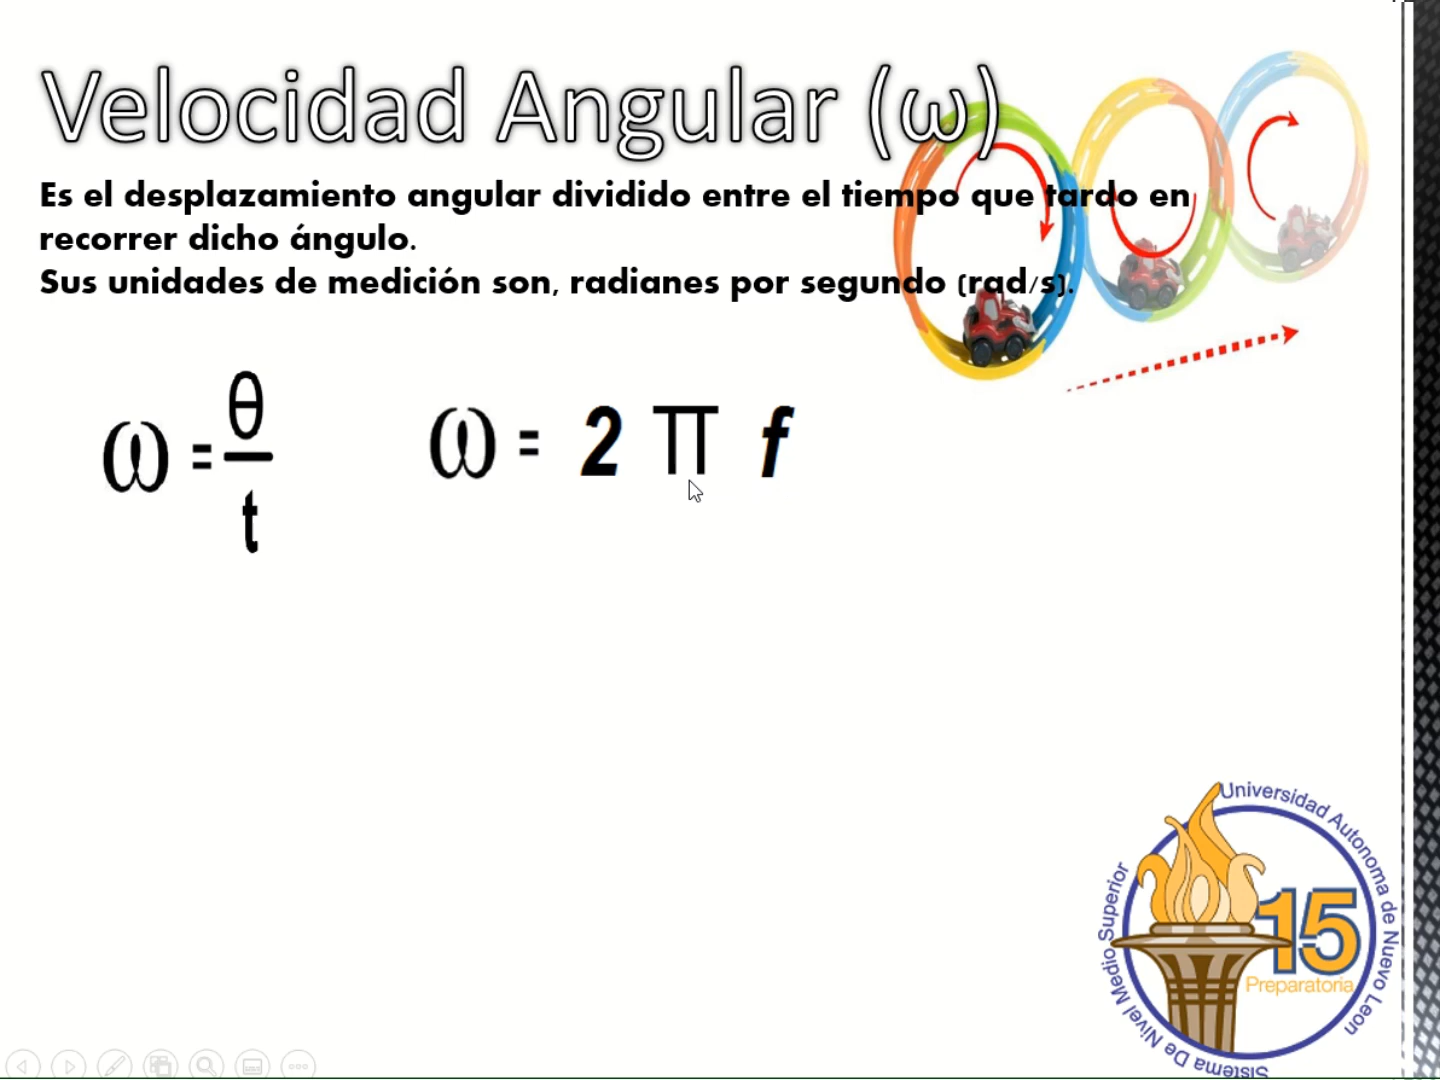 Velocidad Angular (ω)
Es el desplazamiento angular dividido entre el tiempo que tardo en
recorrer dicho ángulo.
Sus unidades de medición son, radianes por segundo (rad/s).
ω = θ
t
ω = 2 π f
Universidad Autonoma de Nuevo Leon
Sistema De Nivel Medio Superior
15
Preparatoria